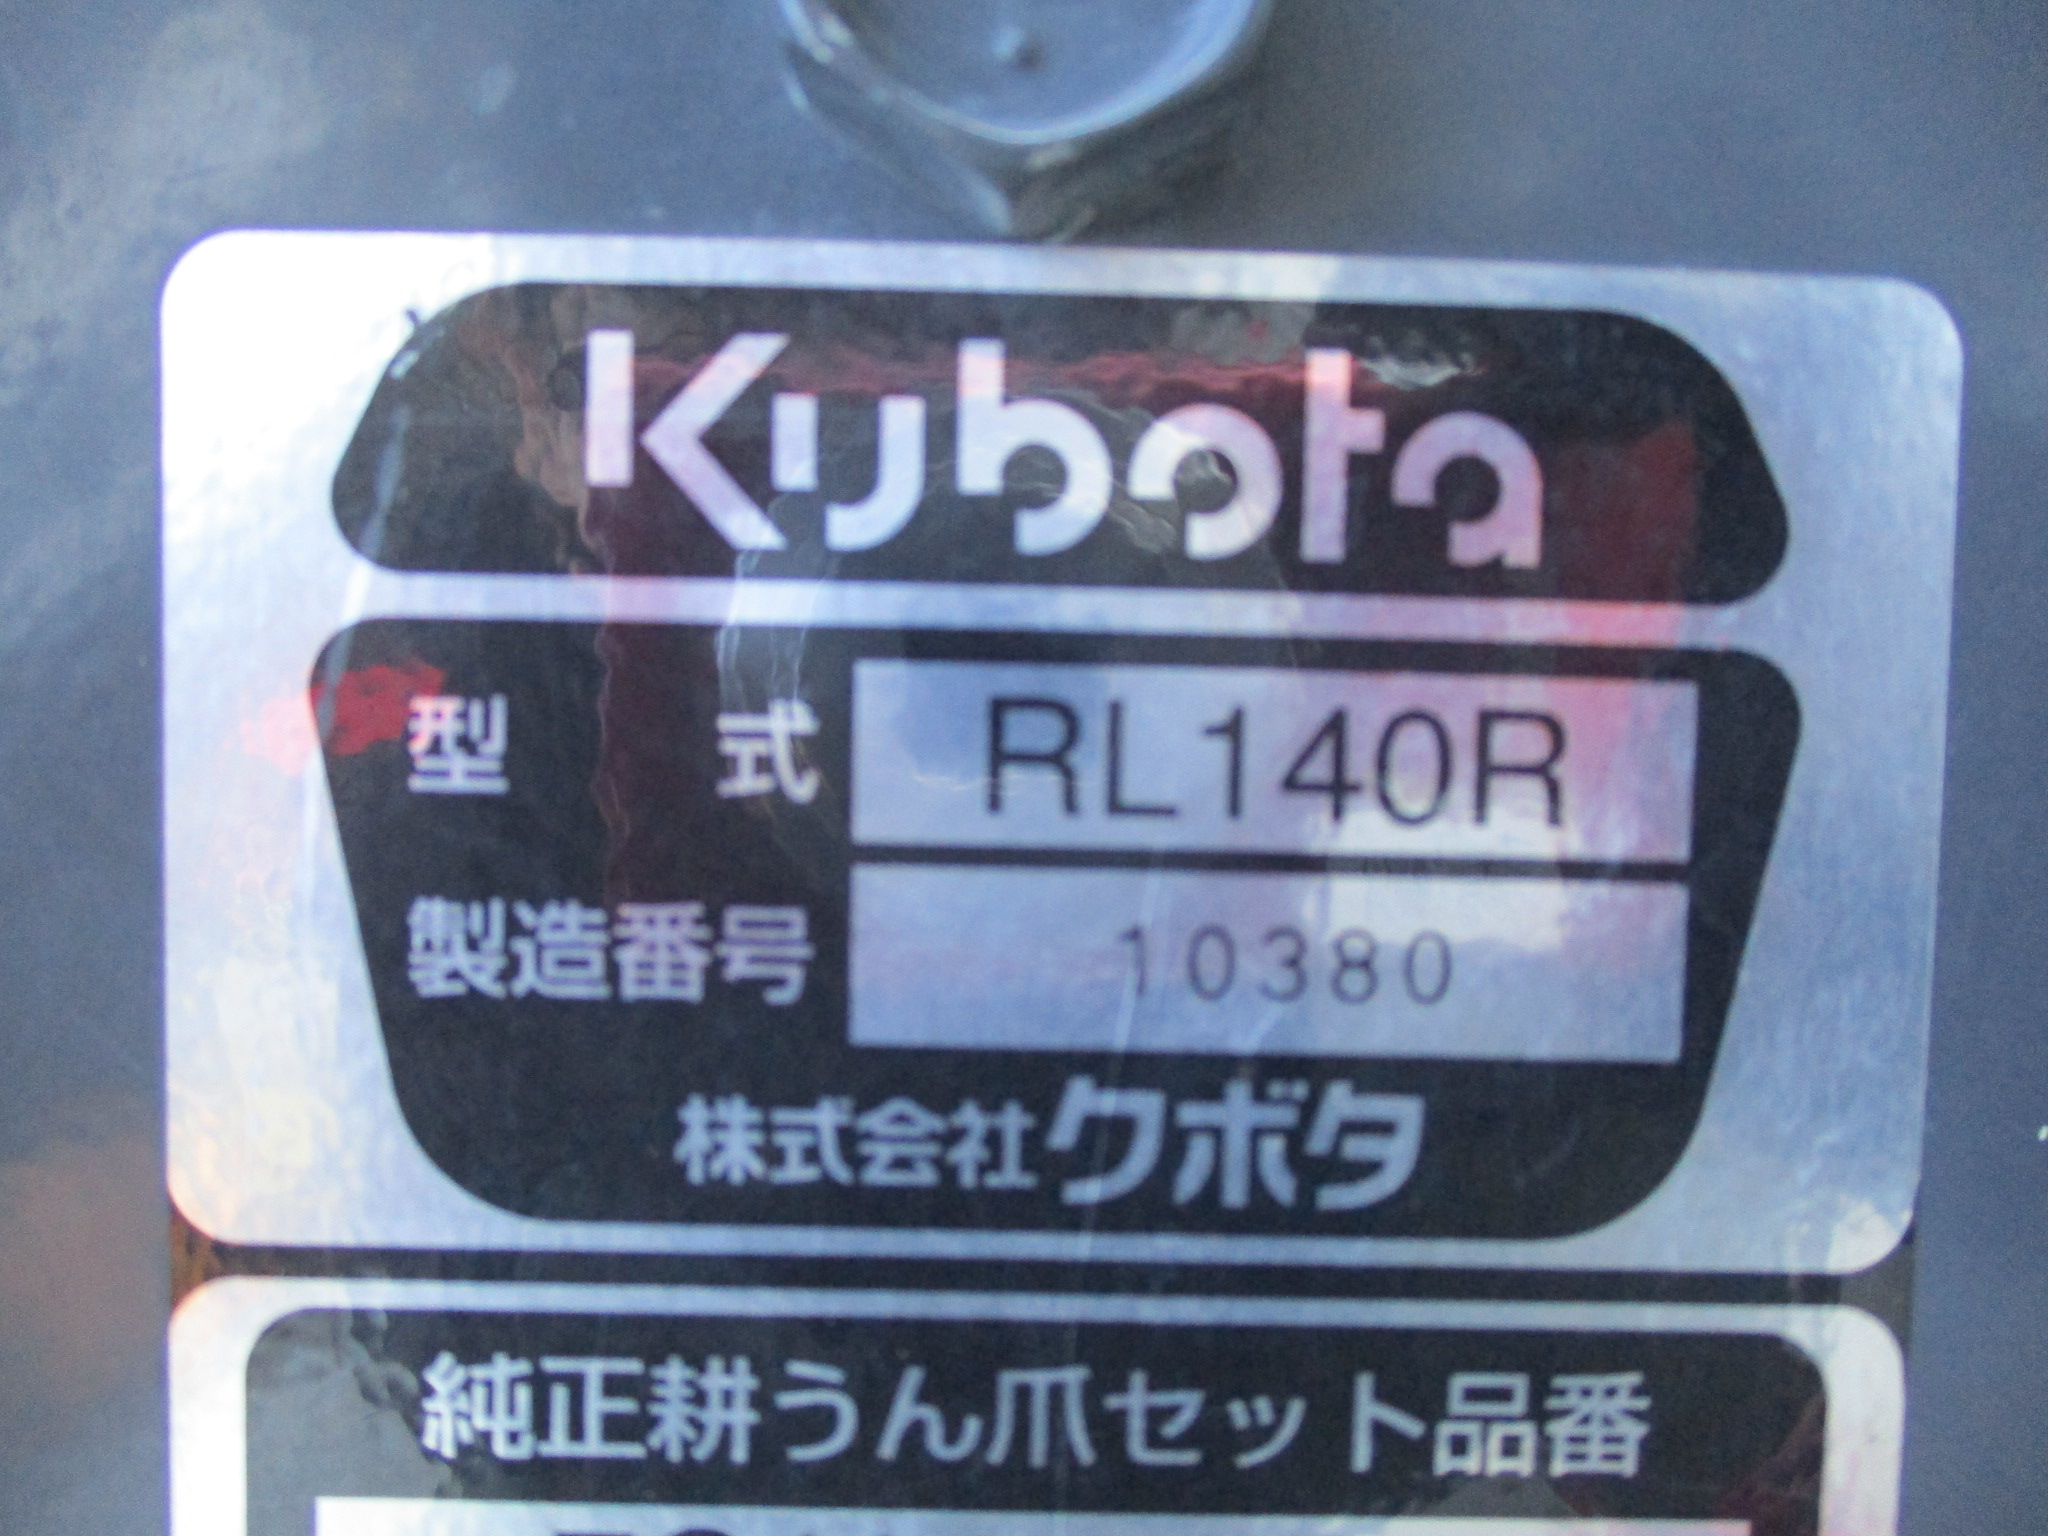 Kubota
型式 RL140R
製造番号 10380
株式会社クボタ
純正耕うん爪セット品番